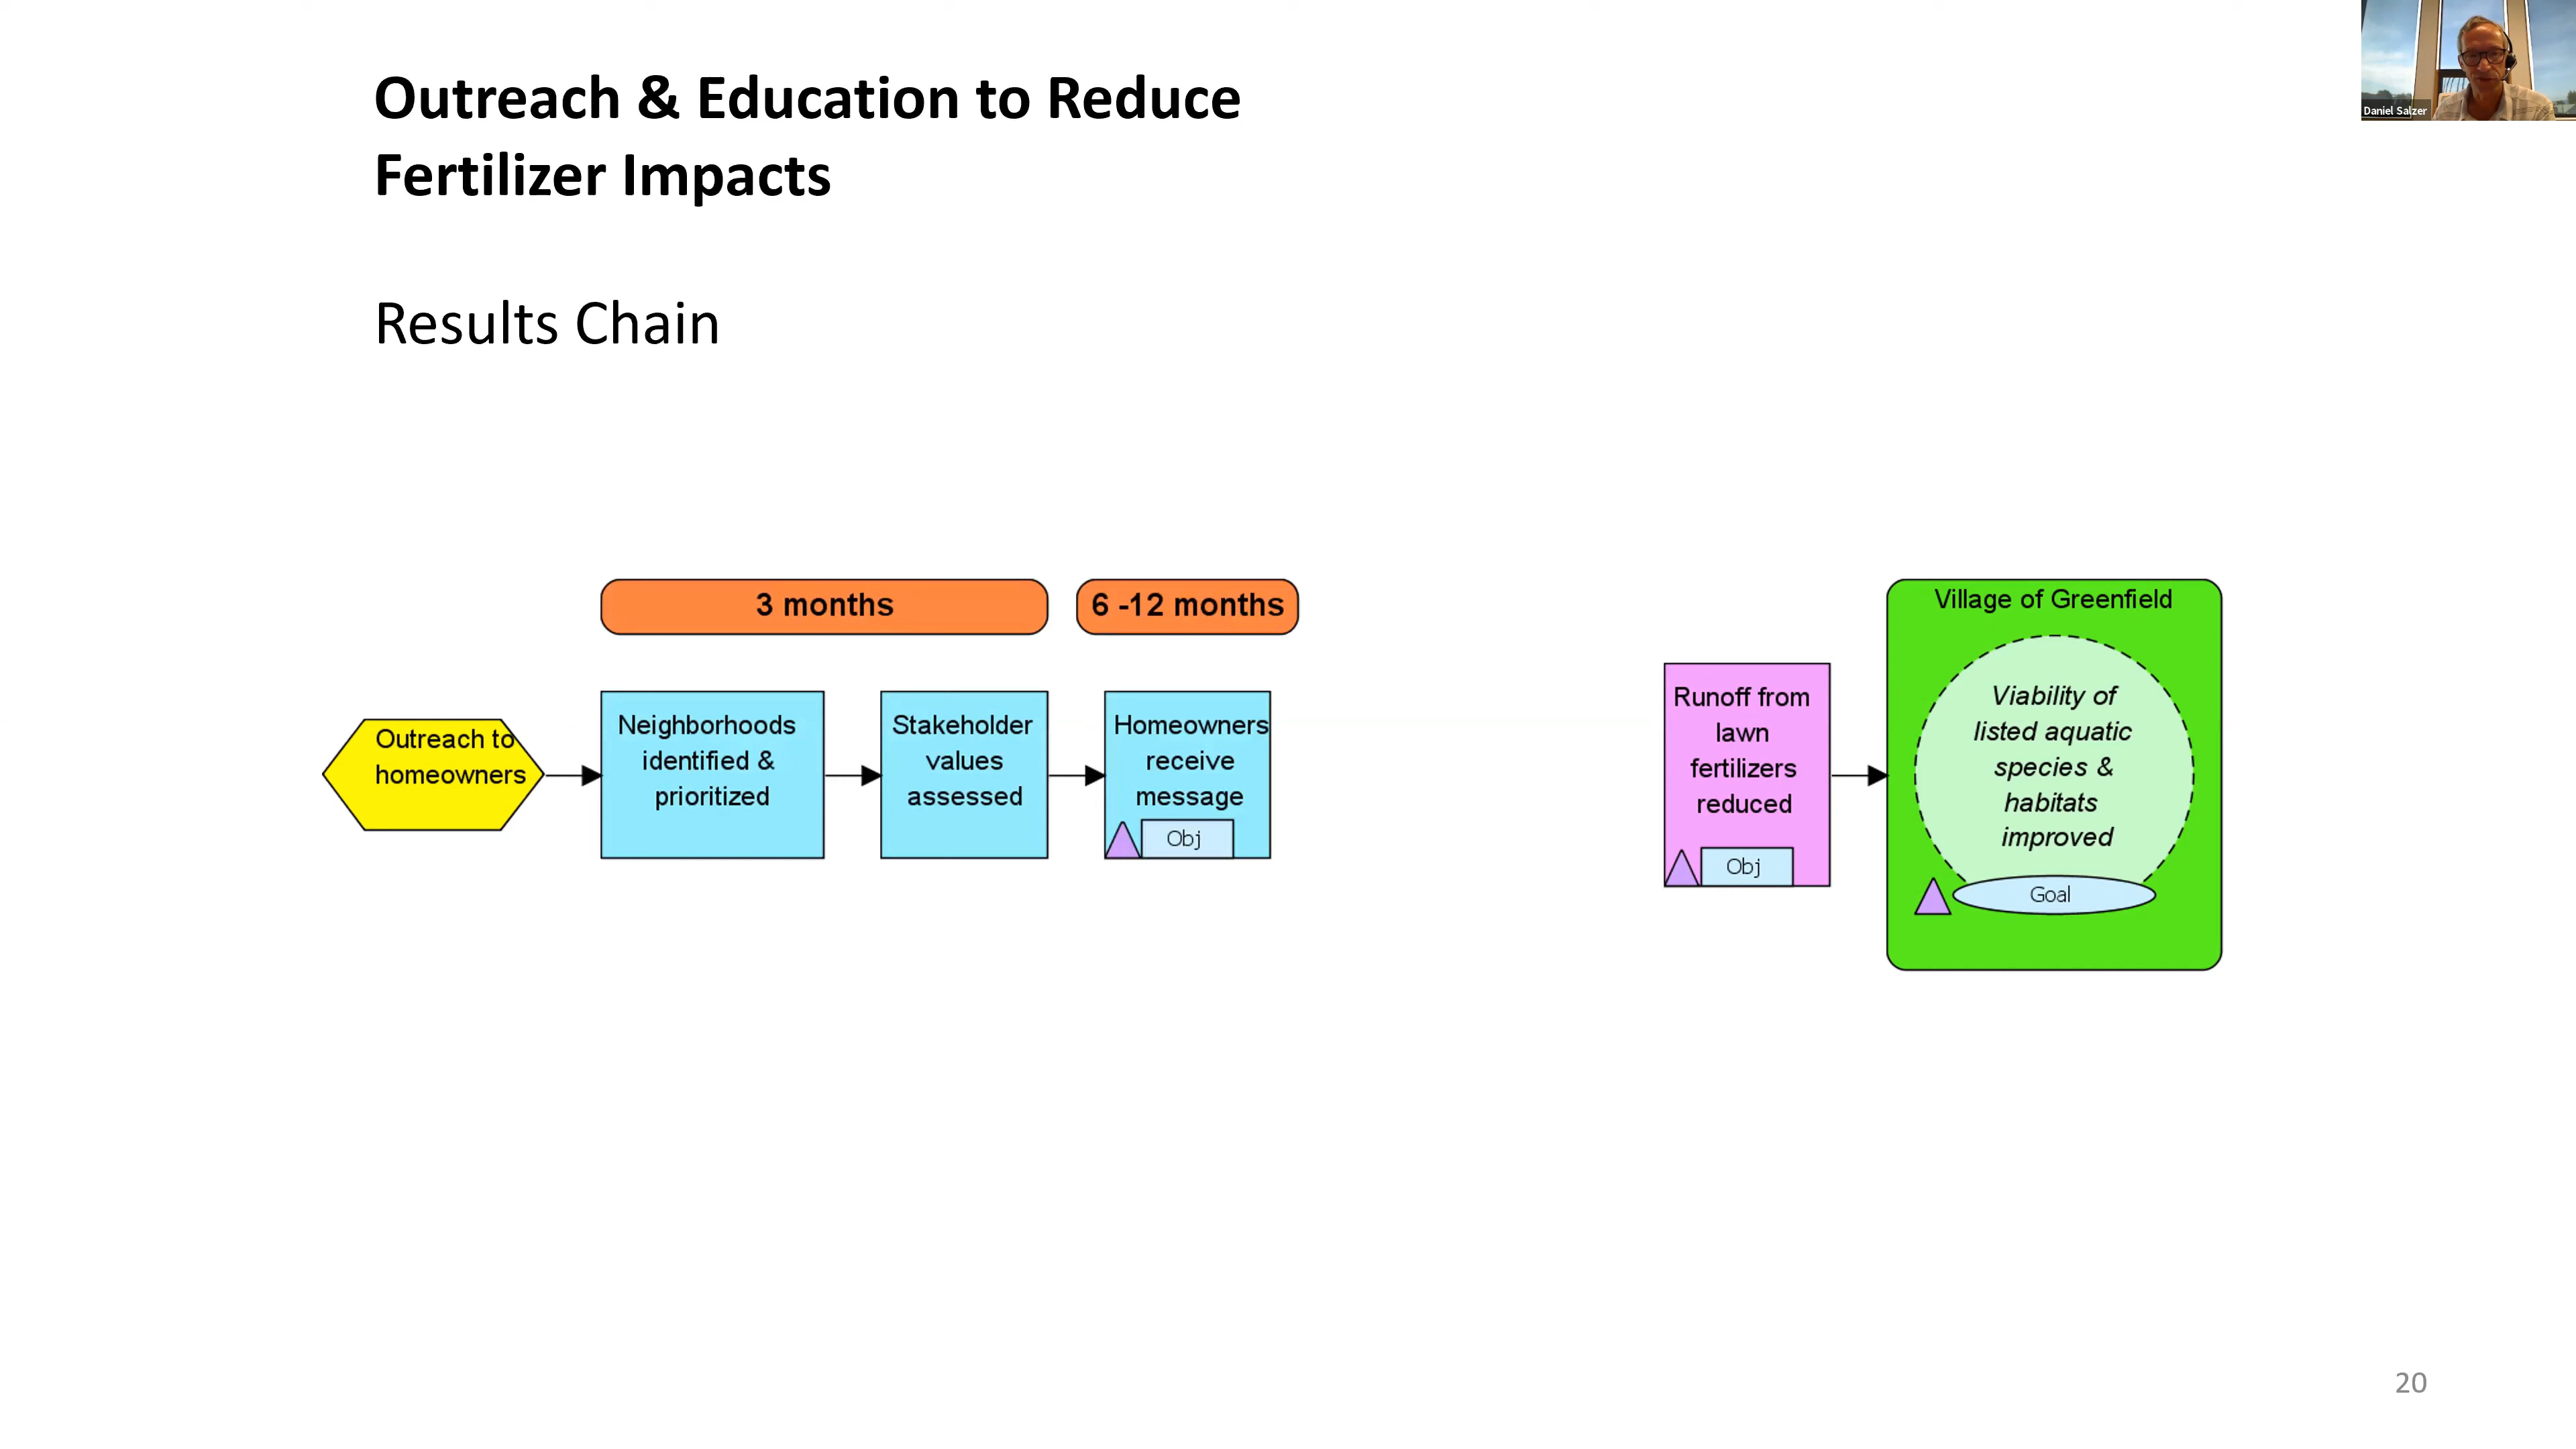 Daniel Salzer
Outreach & Education to Reduce
Fertilizer Impacts
Results Chain
3 months
6 -12 months
Outreach to
homeowners
Neighborhoods
identified &
prioritized
Stakeholder
values
assessed
Homeowners
receive
message
Obj
Runoff from
lawn
fertilizers
reduced
Obj
Village of Greenfield
Viability of
listed aquatic
species &
habitats
improved
Goal
20